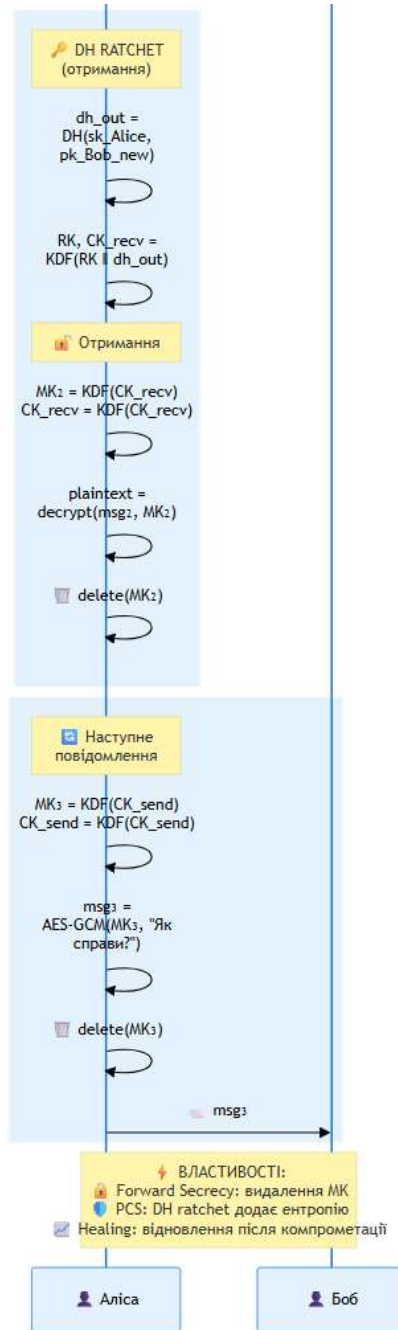 🔑 DH RATCHET
(отримання)
dh_out =
DH(sk_Alice,
pk_Bob_new)
RK, CK_recv =
KDF(RK ‖ dh_out)
🔓 Отримання
MK₂ = KDF(CK_recv)
CK_recv = KDF(CK_recv)
plaintext =
decrypt(msg₂, MK₂)
🗑️ delete(MK₂)
🔄 Наступне
повідомлення
MK₃ = KDF(CK_send)
CK_send = KDF(CK_send)
msg₃ =
AES-GCM(MK₃, "Як
справи?")
🗑️ delete(MK₃)
📨 msg₃
⚡ ВЛАСТИВОСТІ:
🔒 Forward Secrecy: видалення MK
🛡️ PCS: DH ratchet додає ентропію
📈 Healing: відновлення після компрометації
👤 Аліса
👤 Боб